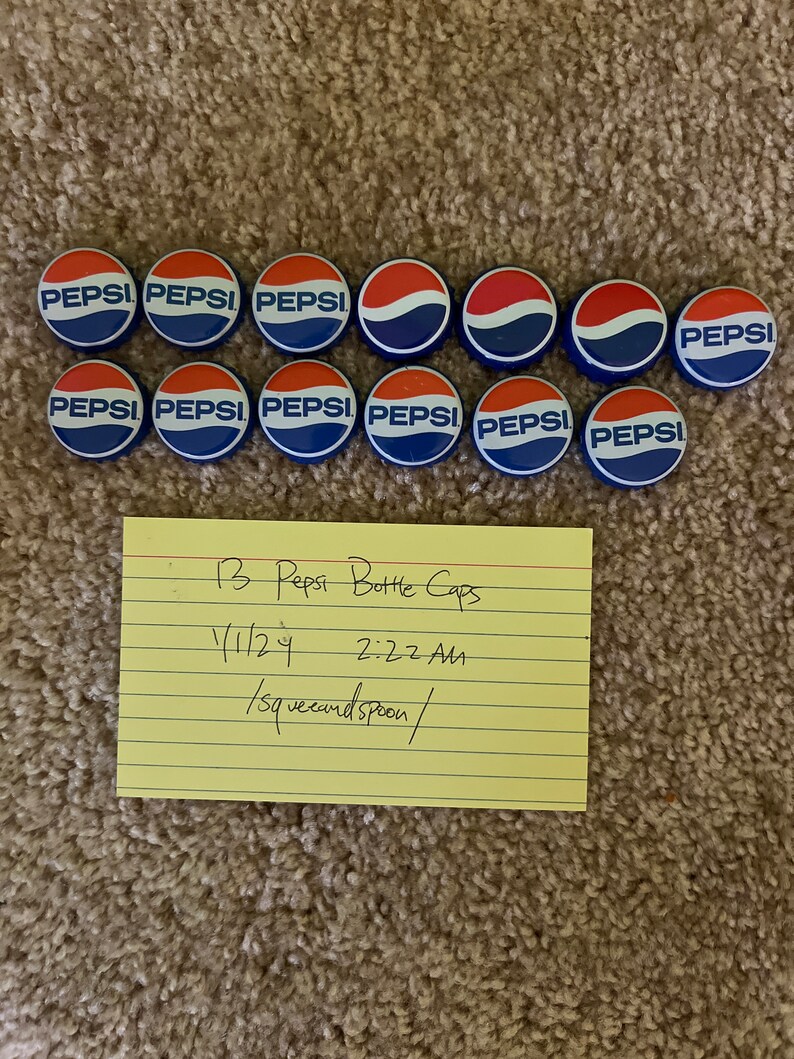 PEPSI. PEPSI. PEPSI. PEPSI.
PEPSI. PEPSI. PEPSI. PEPSI. PEPSI. PEPSI.
13 Pepsi Bottle Caps
1/1/24 2:22 AM
/squeeandspoon/